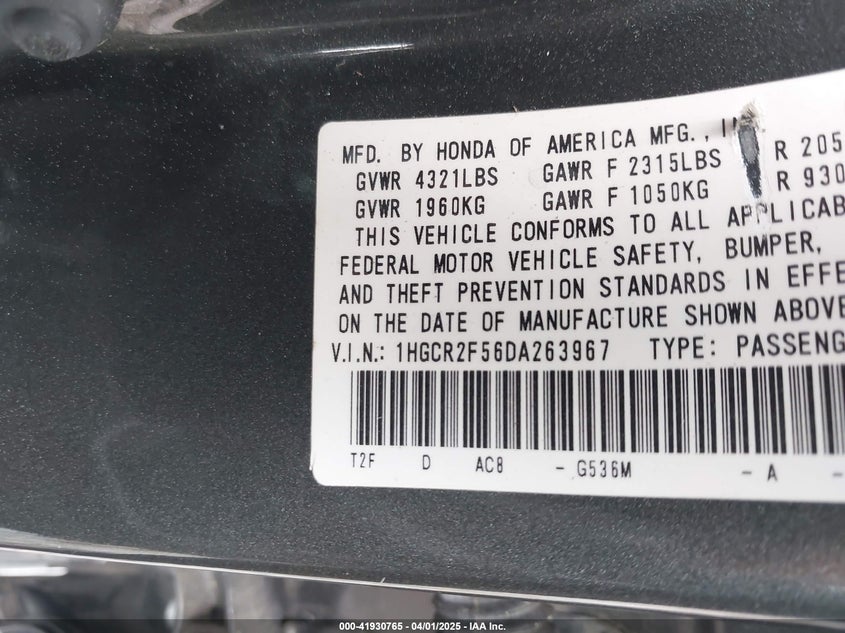 MFD. BY HONDA OF AMERICA MFG.,
GVWR 4321LBS GAWR F 2315LBS R 205
GVWR 1960KG GAWR F 1050KG R 930
THIS VEHICLE CONFORMS TO ALL APPLICAB
FEDERAL MOTOR VEHICLE SAFETY, BUMPER,
AND THEFT PREVENTION STANDARDS IN EFFE
ON THE DATE OF MANUFACTURE SHOWN ABOVE
V.I.N.: 1HGCR2F56DA263967 TYPE: PASSENG
T2F D AC8 - G536M - A -
000-41930765 - 04/01/2025 - IAA Inc.